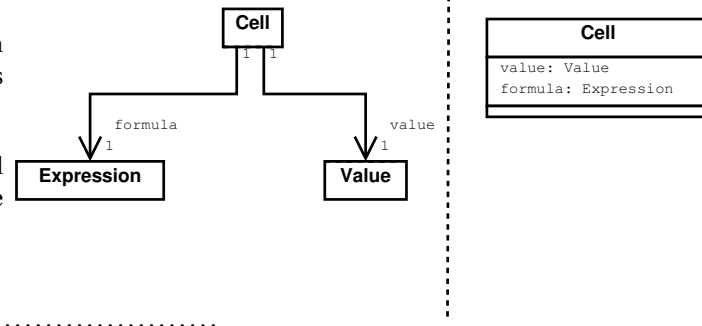 Cell
1 1
formula
1
Expression
value
1
Value
Cell
value: Value
formula: Expression
.....................